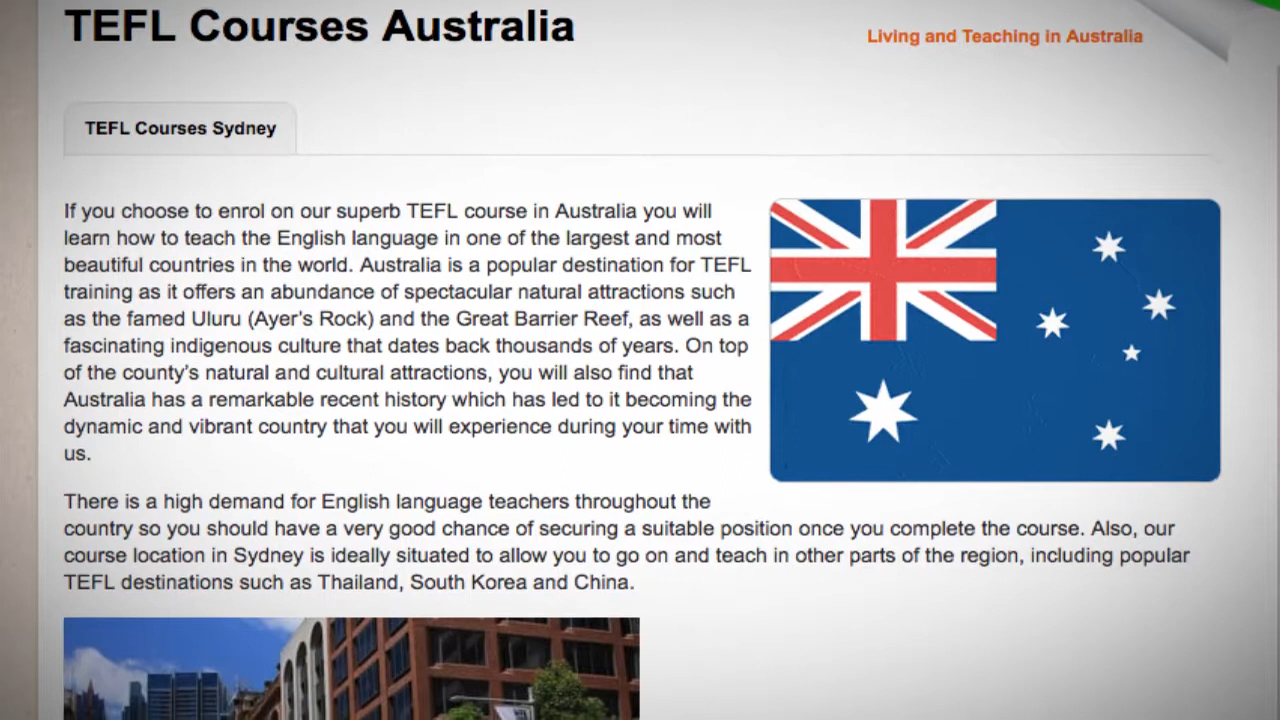 TEFL Courses Australia
Living and Teaching in Australia
TEFL Courses Sydney
If you choose to enrol on our superb TEFL course in Australia you will
learn how to teach the English language in one of the largest and most
beautiful countries in the world. Australia is a popular destination for TEFL
training as it offers an abundance of spectacular natural attractions such
as the famed Uluru (Ayer's Rock) and the Great Barrier Reef, as well as a
fascinating indigenous culture that dates back thousands of years. On top
of the county's natural and cultural attractions, you will also find that
Australia has a remarkable recent history which has led to it becoming the
dynamic and vibrant country that you will experience during your time with
us.
There is a high demand for English language teachers throughout the
country so you should have a very good chance of securing a suitable position once you complete the course. Also, our
course location in Sydney is ideally situated to allow you to go on and teach in other parts of the region, including popular
TEFL destinations such as Thailand, South Korea and China.